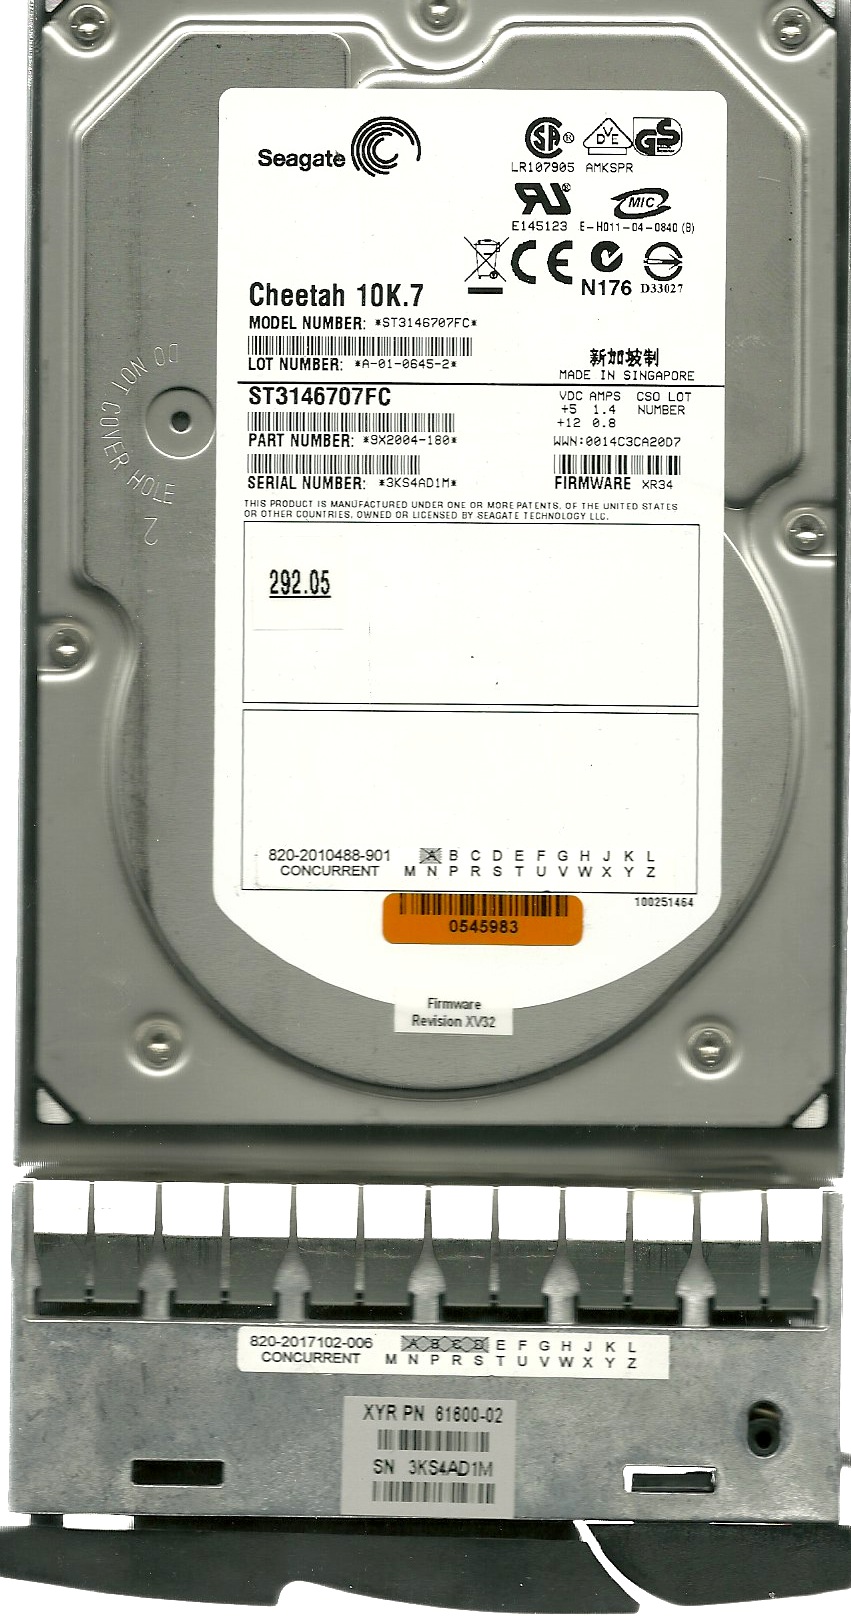 Seagate
LR107905 AMKSPR
MIC
E145123 E-H011-04-0840 (B)
N176 D33027
Cheetah 10K.7
MODEL NUMBER: *ST3146707FC*
LOT NUMBER: *A-01-0645-2*
新加坡制
MADE IN SINGAPORE
ST3146707FC
VDC AMPS CSO LOT
+5 1.4 NUMBER
+12 0.8
PART NUMBER: *9X2004-180*
WWN:0014C3CA20D7
SERIAL NUMBER: *3KS4AD1M*
FIRMWARE XR34
THIS PRODUCT IS MANUFACTURED UNDER ONE OR MORE PATENTS, OF THE UNITED STATES
OR OTHER COUNTRIES, OWNED OR LICENSED BY SEAGATE TECHNOLOGY LLC.
DO NOT COVER HOLE
2
292.05
820-2010488-901 A B C D E F G H J K L
CONCURRENT M N P R S T U V W X Y Z
100251464
0545983
Firmware
Revision XV32
820-2017102-006 A B C D E F G H J K L
CONCURRENT M N P R S T U V W X Y Z
XYR PN 61600-02
SN 3KS4AD1M